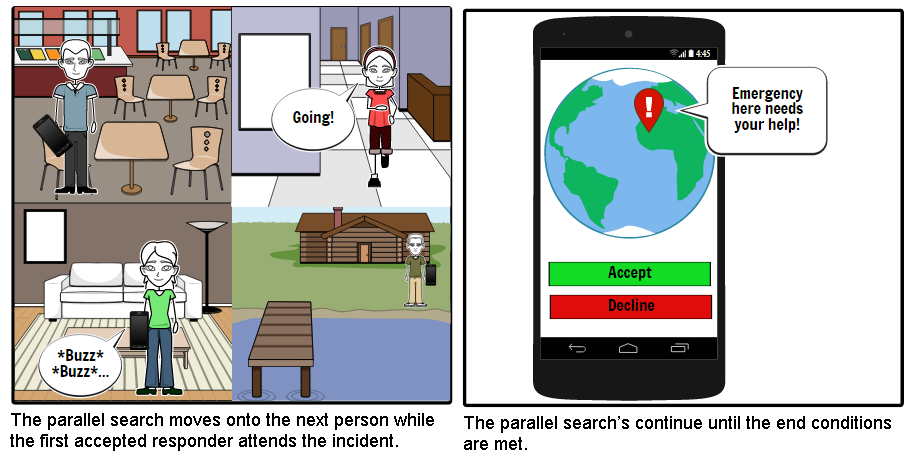 Going!
*Buzz*
*Buzz*...
The parallel search moves onto the next person while
the first accepted responder attends the incident.
4:45
Emergency
here needs
your help!
!
Accept
Decline
The parallel search's continue until the end conditions
are met.